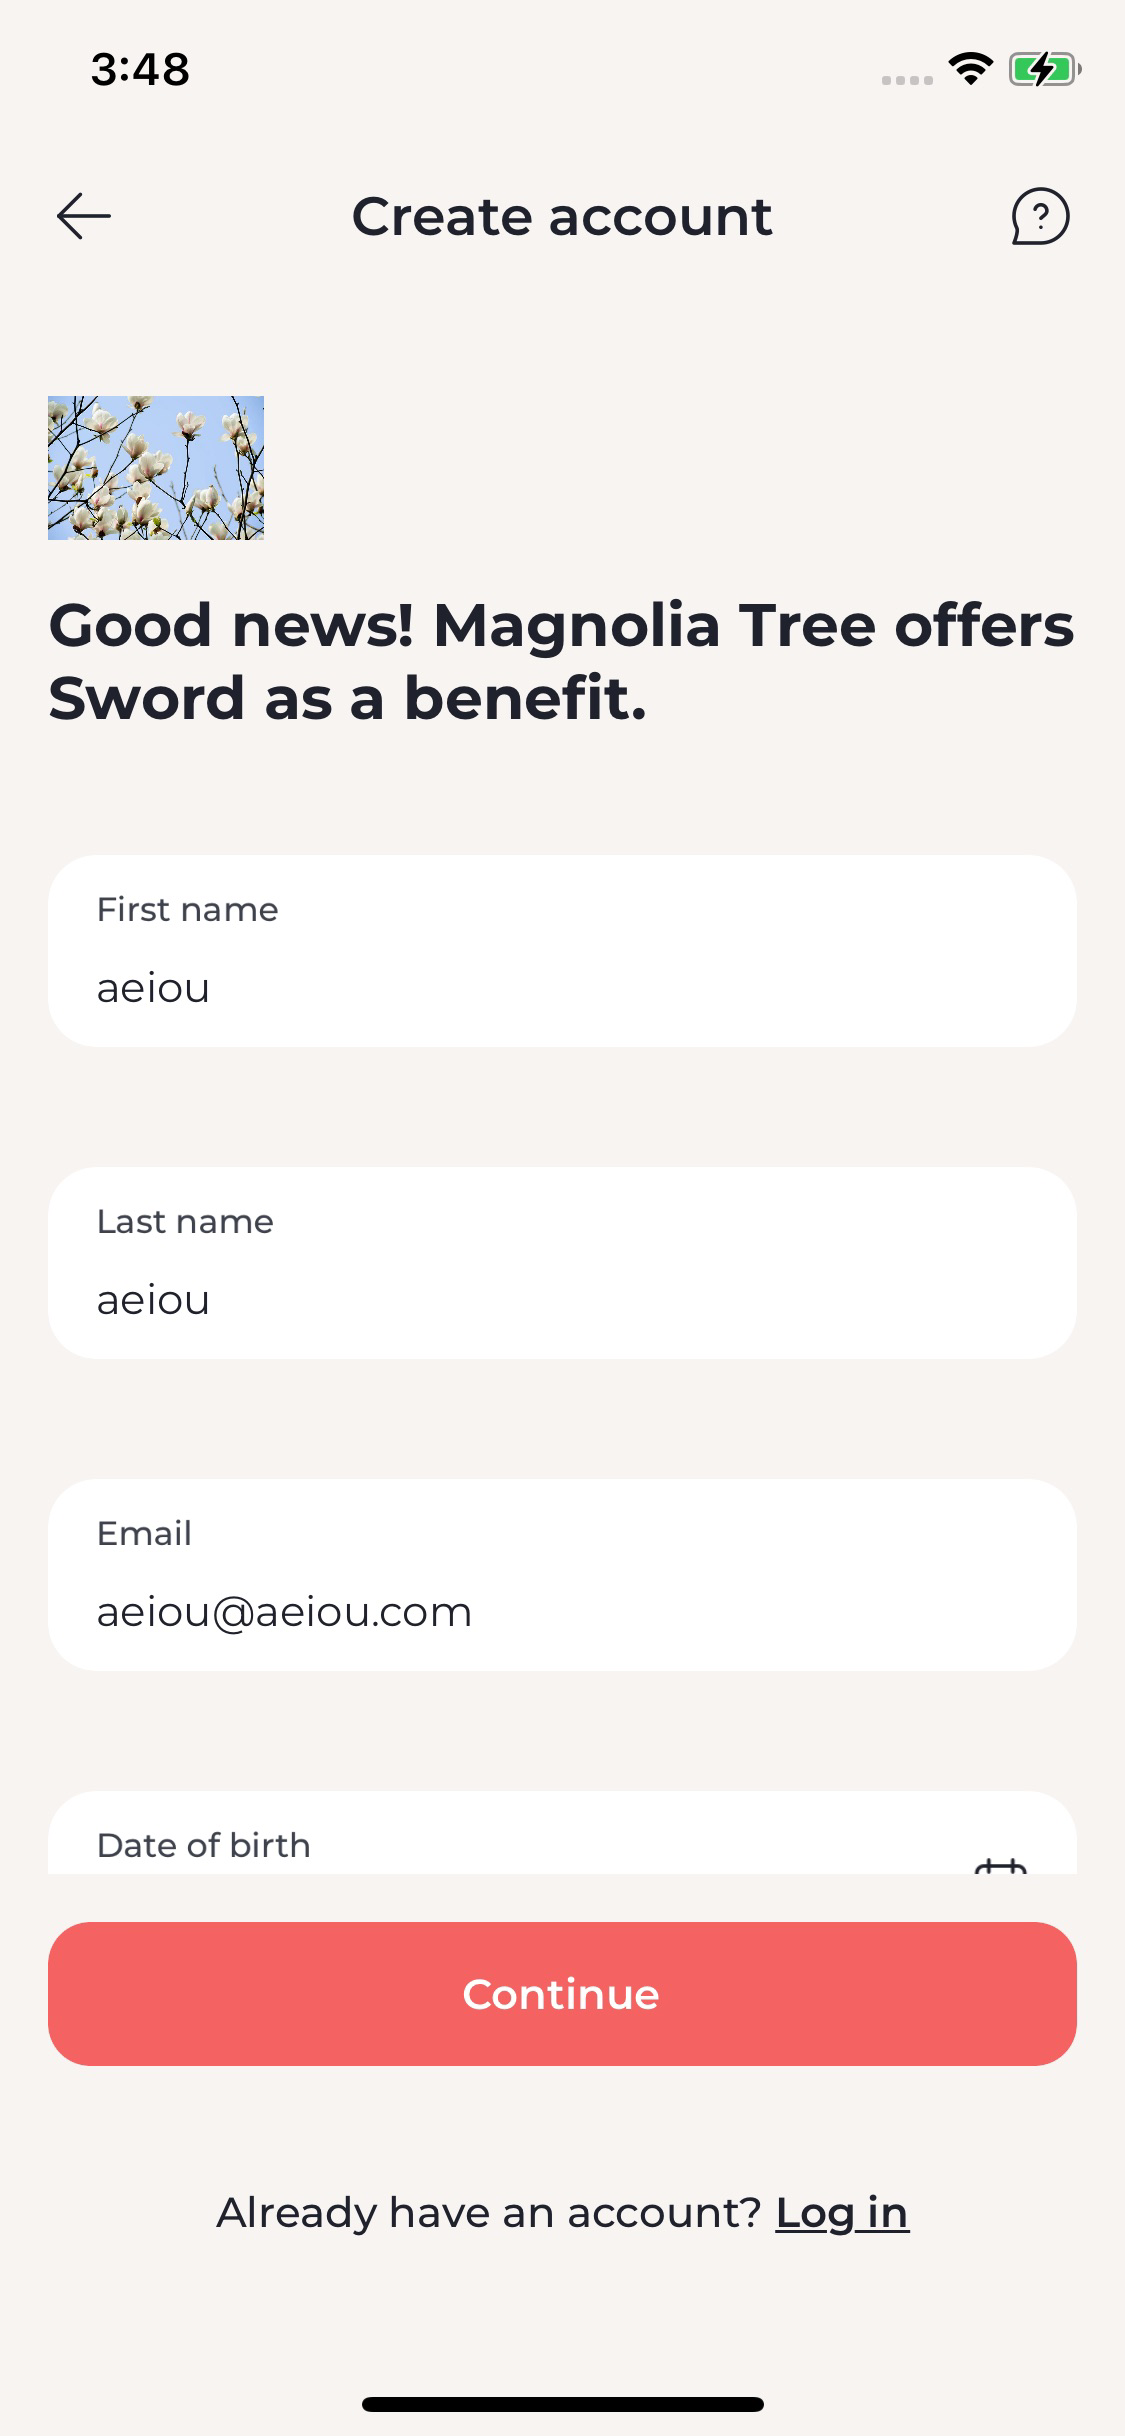 3:48
Create account
Good news! Magnolia Tree offers
Sword as a benefit.
First name
aeiou
Last name
aeiou
Email
aeiou@aeiou.com
Date of birth
Continue
Already have an account? Log in